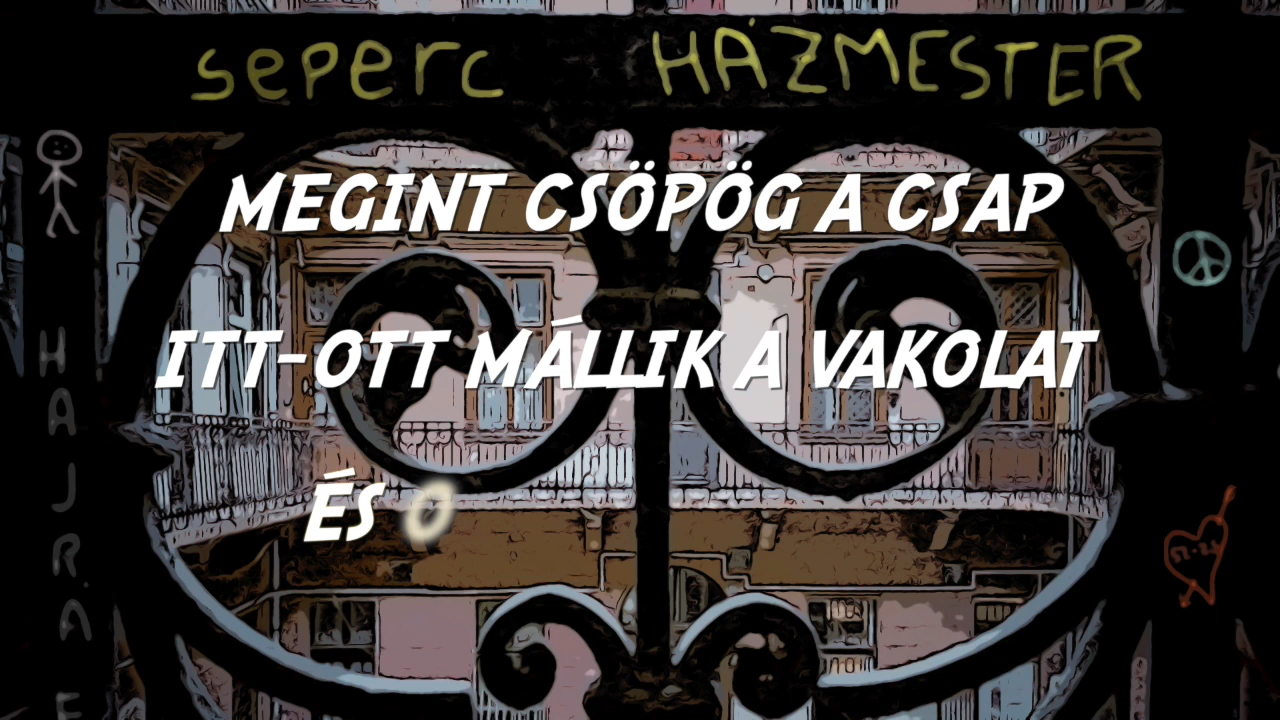 seperc HÁZMESTER
MEGINT CSÖPÖG A CSAP
ITT-OTT MÁLLIK A VAKOLAT
ÉS O
HAJRÁ